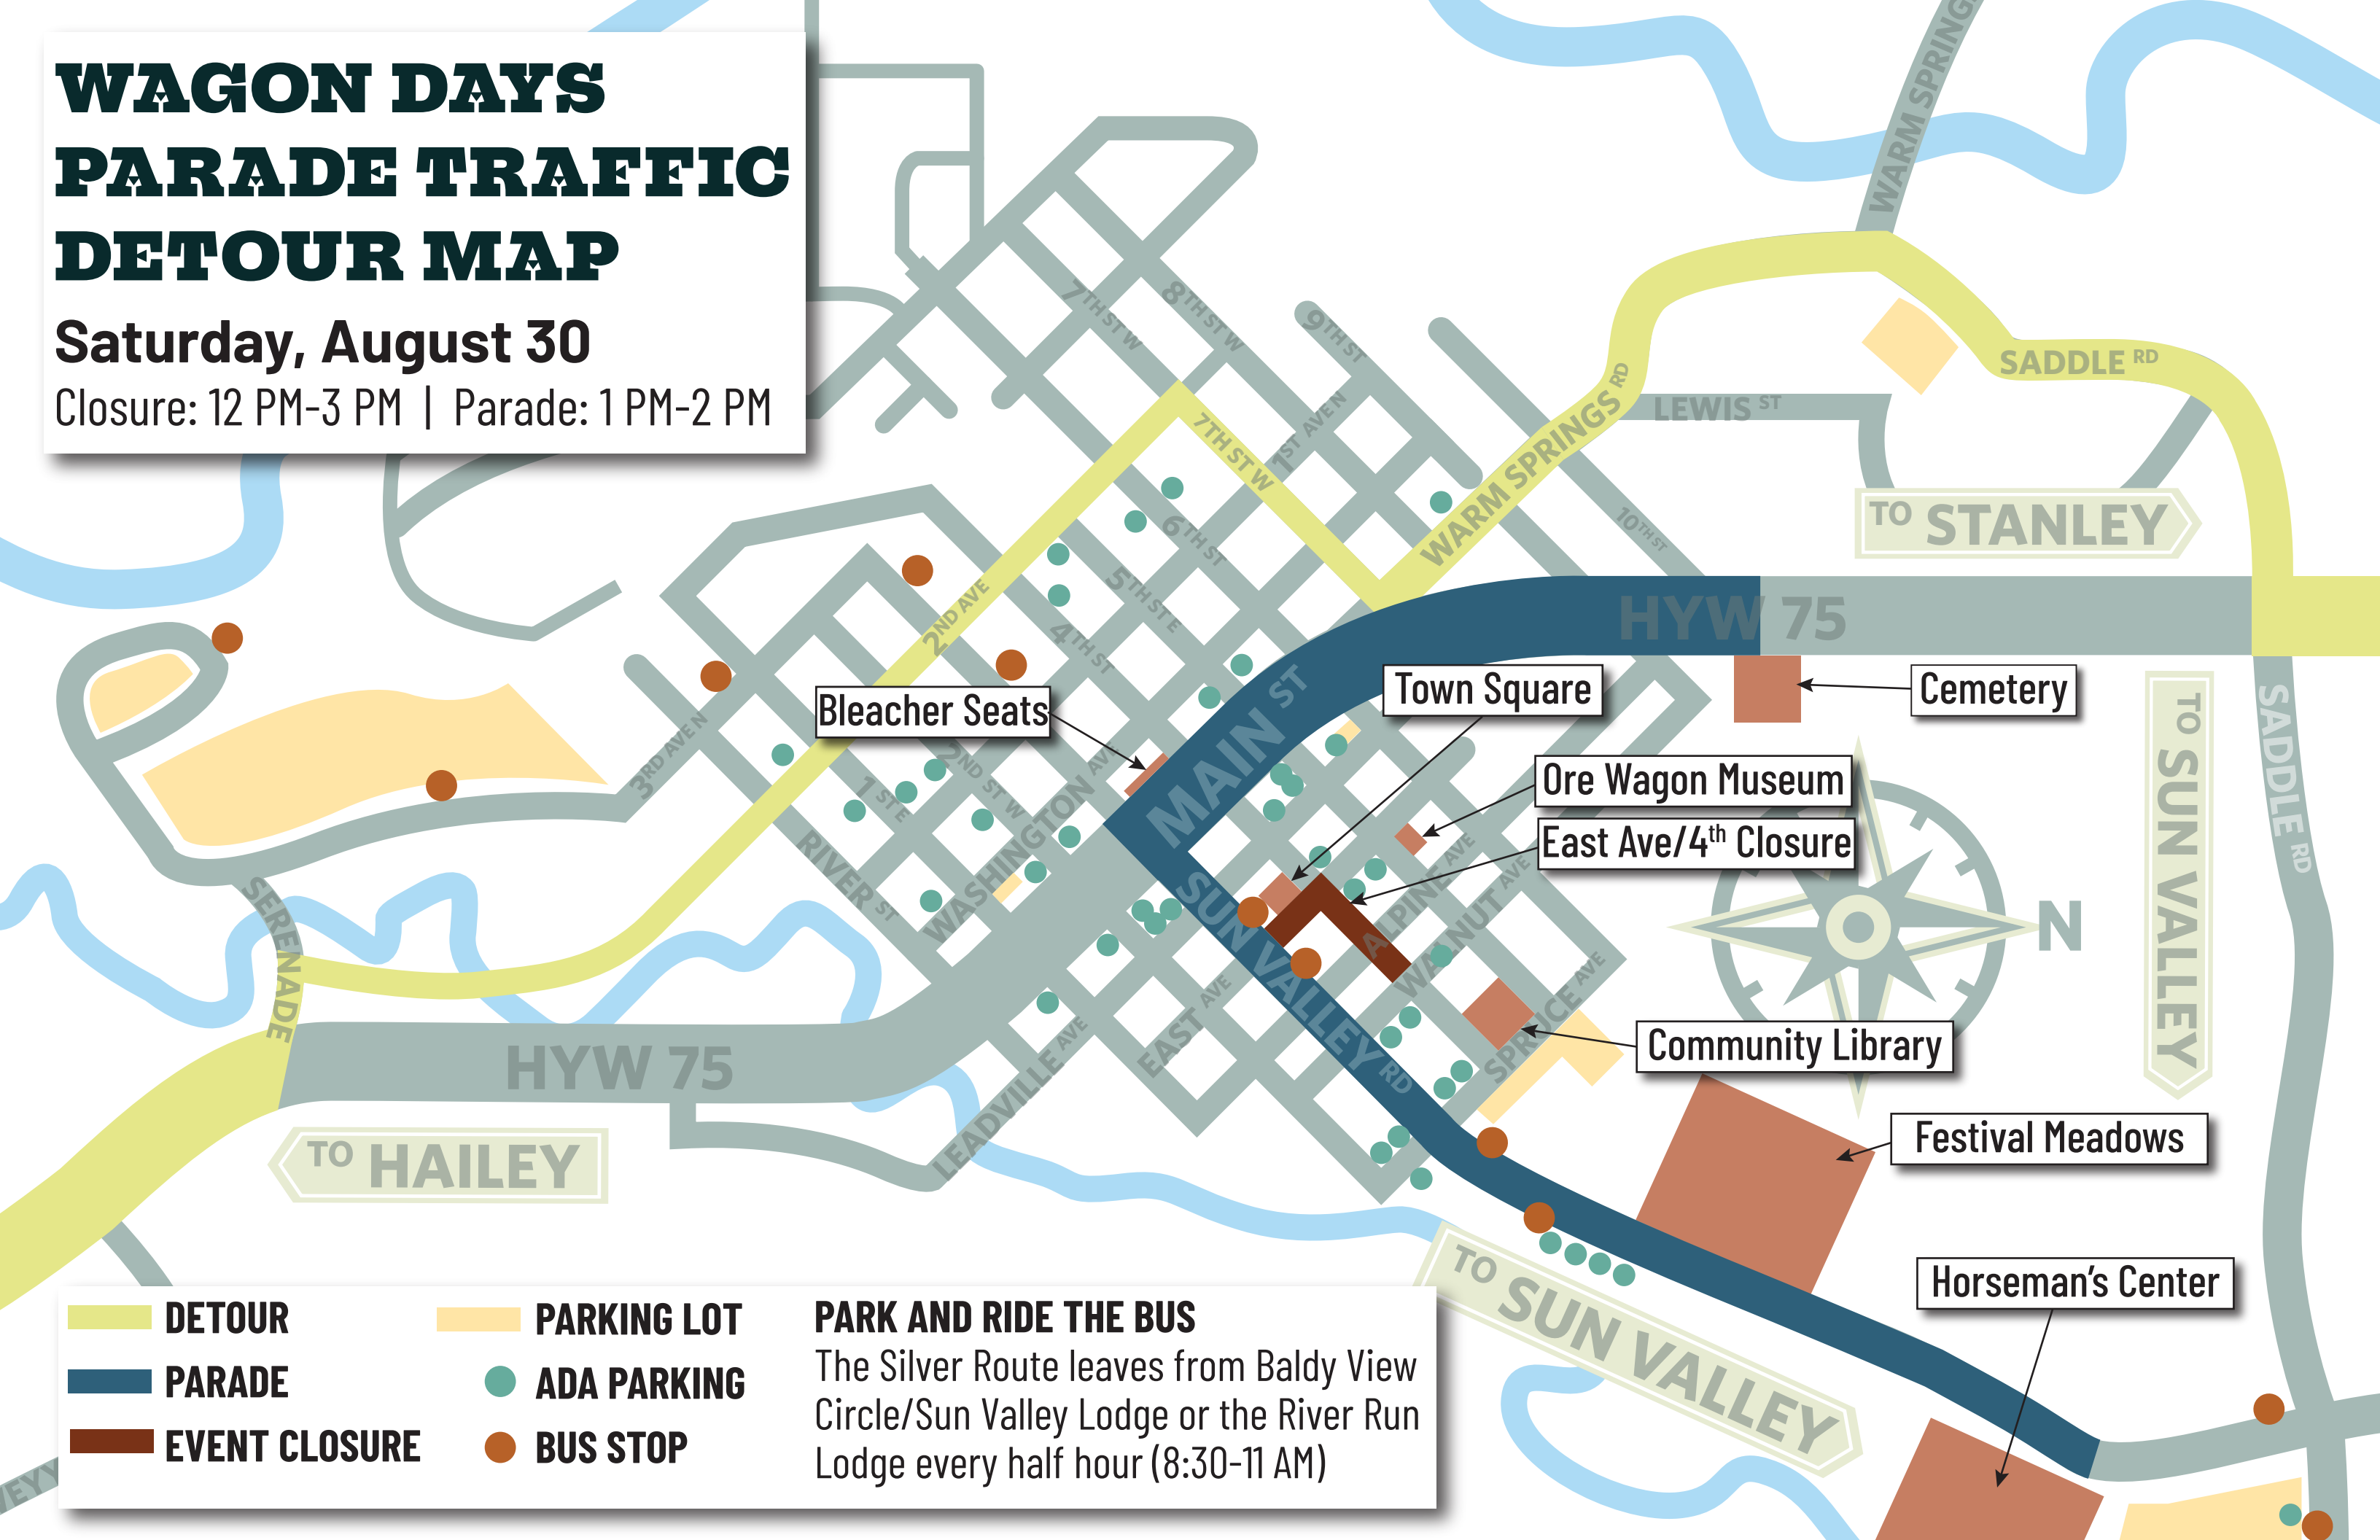 WAGON DAYS
PARADE TRAFFIC
DETOUR MAP
Saturday, August 30
Closure: 12 PM-3 PM | Parade: 1 PM-2 PM
WARM SPRINGS
7TH ST W
8TH ST W
9TH ST
1ST AVE N
7TH ST W
WARM SPRINGS RD
LEWIS ST
SADDLE RD
10TH ST
TO STANLEY
6TH ST
5TH ST E
4TH ST
2ND AVE
HYW 75
MAIN ST
Bleacher Seats
Town Square
Cemetery
Ore Wagon Museum
East Ave/4th Closure
3RD AVE N
1ST E
2ND ST W
WASHINGTON AVE
RIVER ST
SUN VALLEY RD
ALPINE AVE
WALNUT AVE
SPRUCE AVE
EAST AVE
LEADVILLE AVE
SERENADE
HYW 75
TO HAILEY
N
TO SUN VALLEY
SADDLE RD
Community Library
Festival Meadows
Horseman's Center
TO SUN VALLEY
DETOUR
PARADE
EVENT CLOSURE
PARKING LOT
ADA PARKING
BUS STOP
PARK AND RIDE THE BUS
The Silver Route leaves from Baldy View
Circle/Sun Valley Lodge or the River Run
Lodge every half hour (8:30-11 AM)